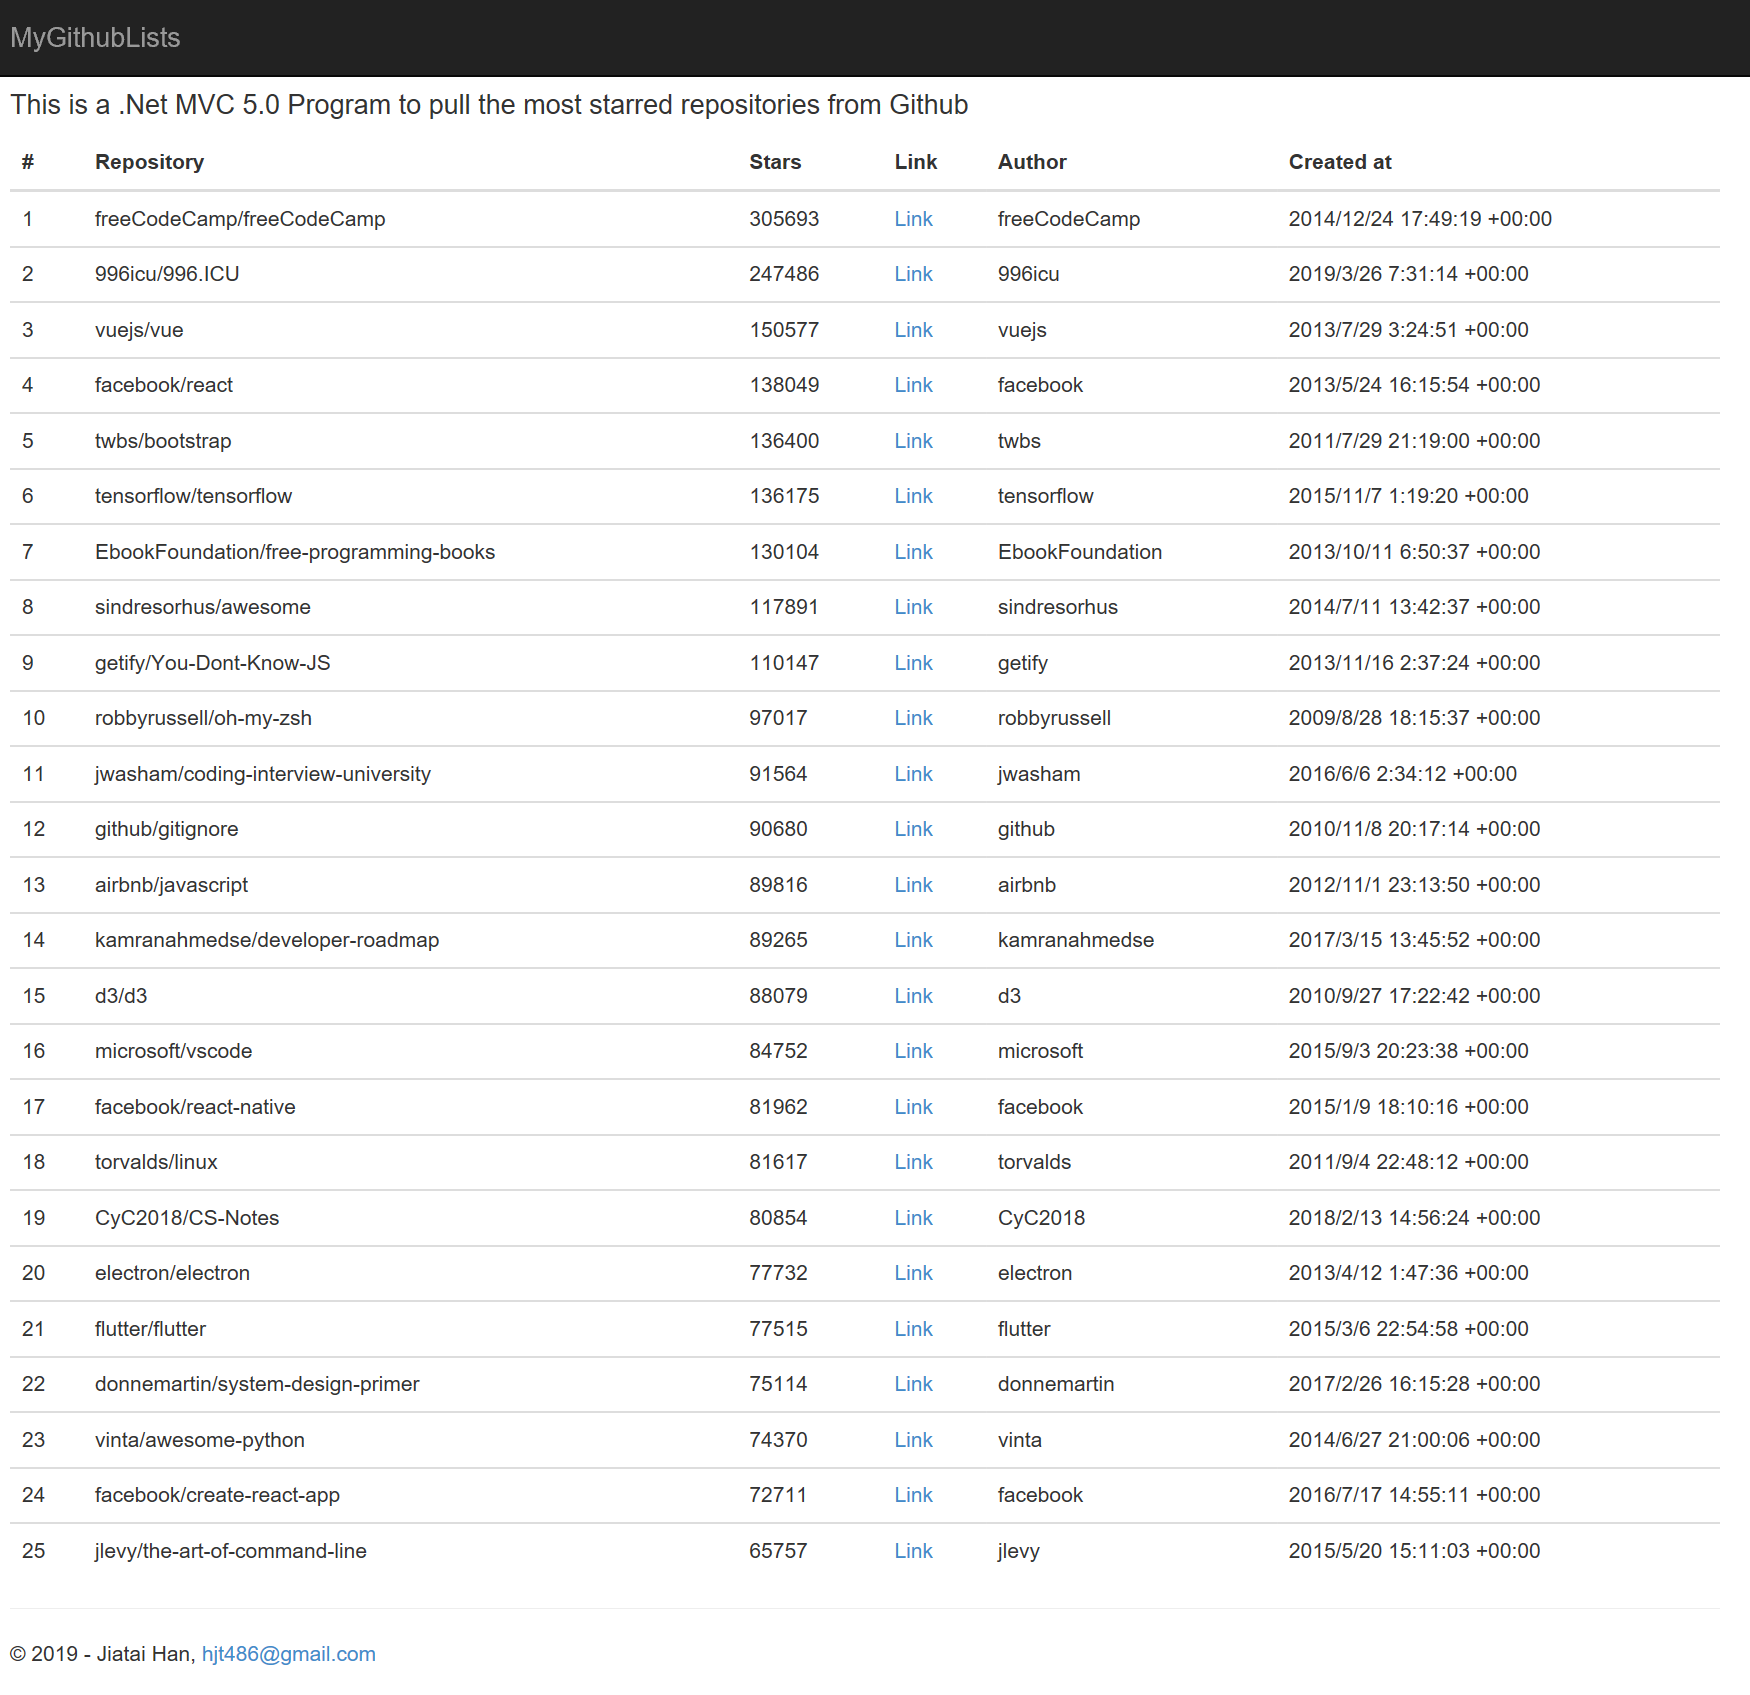 MyGithubLists
This is a .Net MVC 5.0 Program to pull the most starred repositories from Github
# Repository Stars Link Author Created at
1 freeCodeCamp/freeCodeCamp 305693 Link freeCodeCamp 2014/12/24 17:49:19 +00:00
2 996icu/996.ICU 247486 Link 996icu 2019/3/26 7:31:14 +00:00
3 vuejs/vue 150577 Link vuejs 2013/7/29 3:24:51 +00:00
4 facebook/react 138049 Link facebook 2013/5/24 16:15:54 +00:00
5 twbs/bootstrap 136400 Link twbs 2011/7/29 21:19:00 +00:00
6 tensorflow/tensorflow 136175 Link tensorflow 2015/11/7 1:19:20 +00:00
7 EbookFoundation/free-programming-books 130104 Link EbookFoundation 2013/10/11 6:50:37 +00:00
8 sindresorhus/awesome 117891 Link sindresorhus 2014/7/11 13:42:37 +00:00
9 getify/You-Dont-Know-JS 110147 Link getify 2013/11/16 2:37:24 +00:00
10 robbyrussell/oh-my-zsh 97017 Link robbyrussell 2009/8/28 18:15:37 +00:00
11 jwasham/coding-interview-university 91564 Link jwasham 2016/6/6 2:34:12 +00:00
12 github/gitignore 90680 Link github 2010/11/8 20:17:14 +00:00
13 airbnb/javascript 89816 Link airbnb 2012/11/1 23:13:50 +00:00
14 kamranahmedse/developer-roadmap 89265 Link kamranahmedse 2017/3/15 13:45:52 +00:00
15 d3/d3 88079 Link d3 2010/9/27 17:22:42 +00:00
16 microsoft/vscode 84752 Link microsoft 2015/9/3 20:23:38 +00:00
17 facebook/react-native 81962 Link facebook 2015/1/9 18:10:16 +00:00
18 torvalds/linux 81617 Link torvalds 2011/9/4 22:48:12 +00:00
19 CyC2018/CS-Notes 80854 Link CyC2018 2018/2/13 14:56:24 +00:00
20 electron/electron 77732 Link electron 2013/4/12 1:47:36 +00:00
21 flutter/flutter 77515 Link flutter 2015/3/6 22:54:58 +00:00
22 donnemartin/system-design-primer 75114 Link donnemartin 2017/2/26 16:15:28 +00:00
23 vinta/awesome-python 74370 Link vinta 2014/6/27 21:00:06 +00:00
24 facebook/create-react-app 72711 Link facebook 2016/7/17 14:55:11 +00:00
25 jlevy/the-art-of-command-line 65757 Link jlevy 2015/5/20 15:11:03 +00:00
© 2019 - Jiatai Han, hjt486@gmail.com